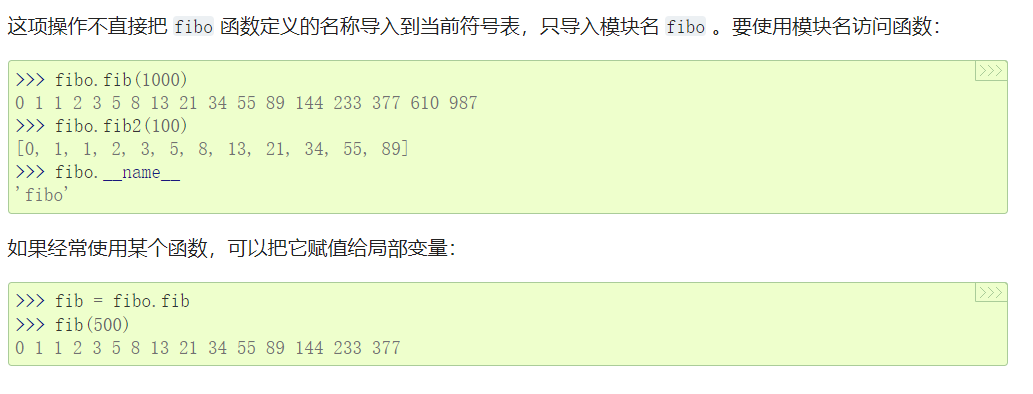 这项操作不直接把 fibo 函数定义的名称导入到当前符号表，只导入模块名 fibo 。要使用模块名访问函：
>>>
>>> fibo.fib(1000)
0 1 1 2 3 5 8 13 21 34 55 89 144 233 377 610 987
>>> fibo.fib2(100)
[0, 1, 1, 2, 3, 5, 8, 13, 21, 34, 55, 89]
>>> fibo.__name__
'fibo'
如果经常使用某个函数，可以把它赋值给局部变量：
>>>
>>> fib = fibo.fib
>>> fib(500)
0 1 1 2 3 5 8 13 21 34 55 89 144 233 377